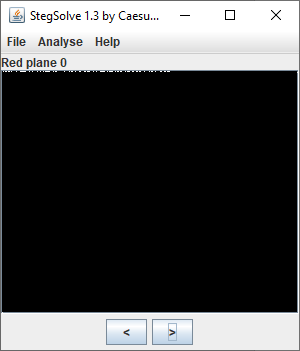 StegSolve 1.3 by Caesu...
File Analyse Help
Red plane 0
< >